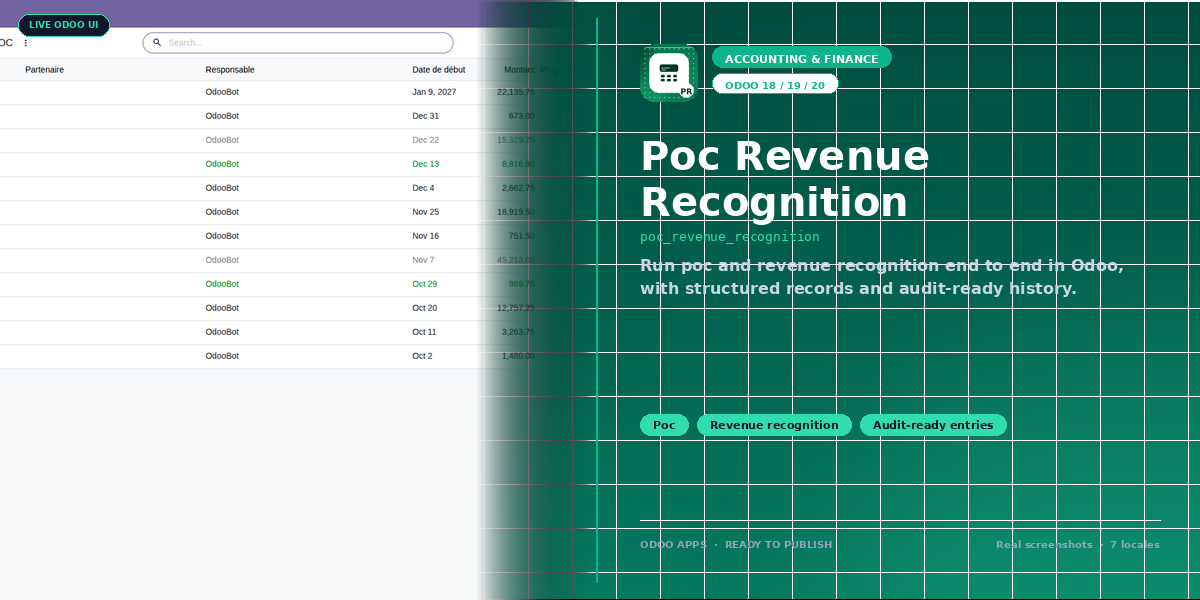 LIVE ODOO UI
OC
Search...
Partenaire Responsable Date de début Montant
OdooBot Jan 9, 2027 22,135.75
OdooBot Dec 31 673.00
OdooBot Dec 22 15,329.25
OdooBot Dec 13 8,816.90
OdooBot Dec 4 2,662.75
OdooBot Nov 25 18,919.50
OdooBot Nov 16 751.50
OdooBot Nov 7 45,213.00
OdooBot Oct 29 989.75
OdooBot Oct 20 12,757.25
OdooBot Oct 11 3,263.75
OdooBot Oct 2 1,480.00
PR
ACCOUNTING & FINANCE
ODOO 18 / 19 / 20
Poc Revenue
Recognition
poc_revenue_recognition
Run poc and revenue recognition end to end in Odoo,
with structured records and audit-ready history.
Poc
Revenue recognition
Audit-ready entries
ODOO APPS · READY TO PUBLISH
Real screenshots · 7 locales